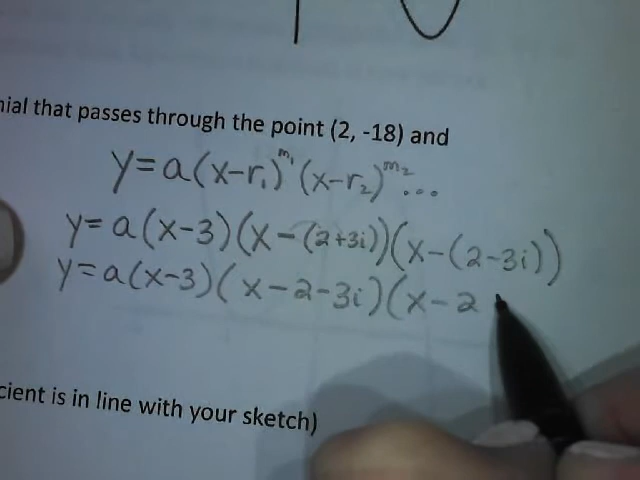 nial that passes through the point (2, -18) and
y=a(x-r₁)^m₁ (x-r₂)^m₂...
y=a(x-3)(x-(2+3i))(x-(2-3i))
y=a(x-3)(x-2-3i)(x-2
cient is in line with your sketch)